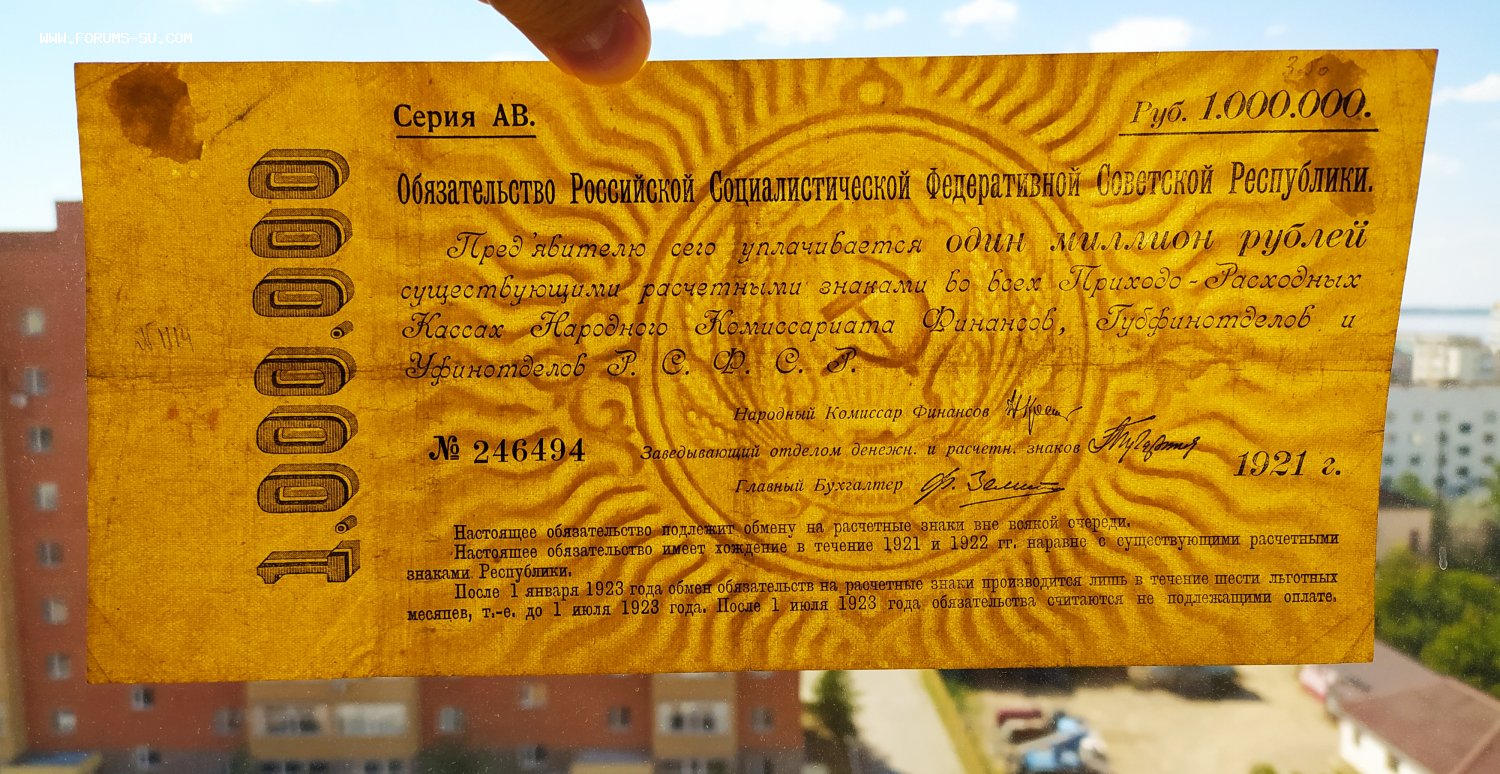 WWW.FORUMS-SU.COM
Серия АВ.
Руб. 1.000.000.
1.000.000
Обязательство Российской Социалистической Федеративной Советской Республики.
Пред'явителю сего уплачивается один миллион рублей
существующими расчетными знаками во всех Приходо-Расходных
Кассах Народного Комиссариата Финансов, Губфинотделов и
Уфинотделов Р. С. Ф. С. Р.
Народный Комиссар Финансов
№ 246494
Заведывающий отделом денежн. и расчетн. знаков
1921 г.
Главный Бухгалтер
Настоящее обязательство подлежит обмену на расчетные знаки вне всякой очереди.
Настоящее обязательство имеет хождение в течение 1921 и 1922 гг. наравне с существующими расчетными
знаками Республики.
После 1 января 1923 года обмен обязательств на расчетные знаки производится лишь в течение шести льготных
месяцев, т.-е. до 1 июля 1923 года. После 1 июля 1923 года обязательства считаются не подлежащими оплате.